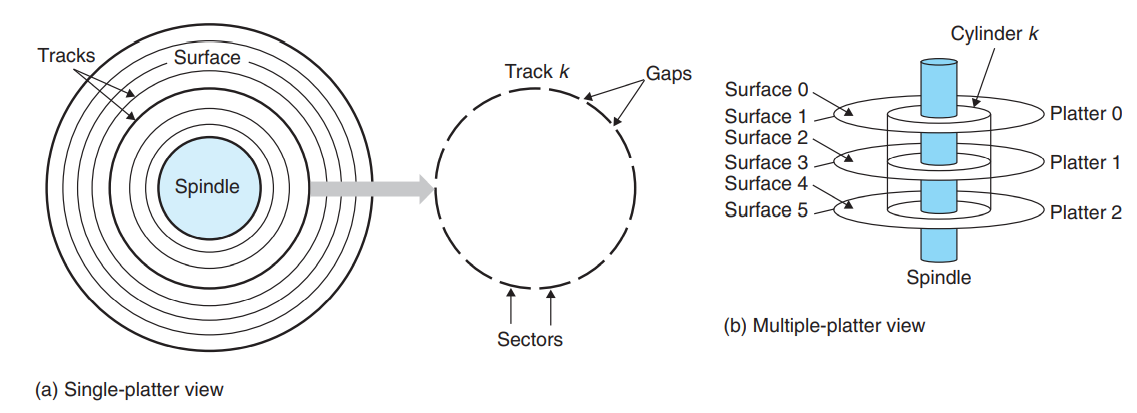 Tracks
Surface
Spindle
Track k
Gaps
Sectors
(a) Single-platter view
Cylinder k
Surface 0
Surface 1
Surface 2
Surface 3
Surface 4
Surface 5
Platter 0
Platter 1
Platter 2
Spindle
(b) Multiple-platter view